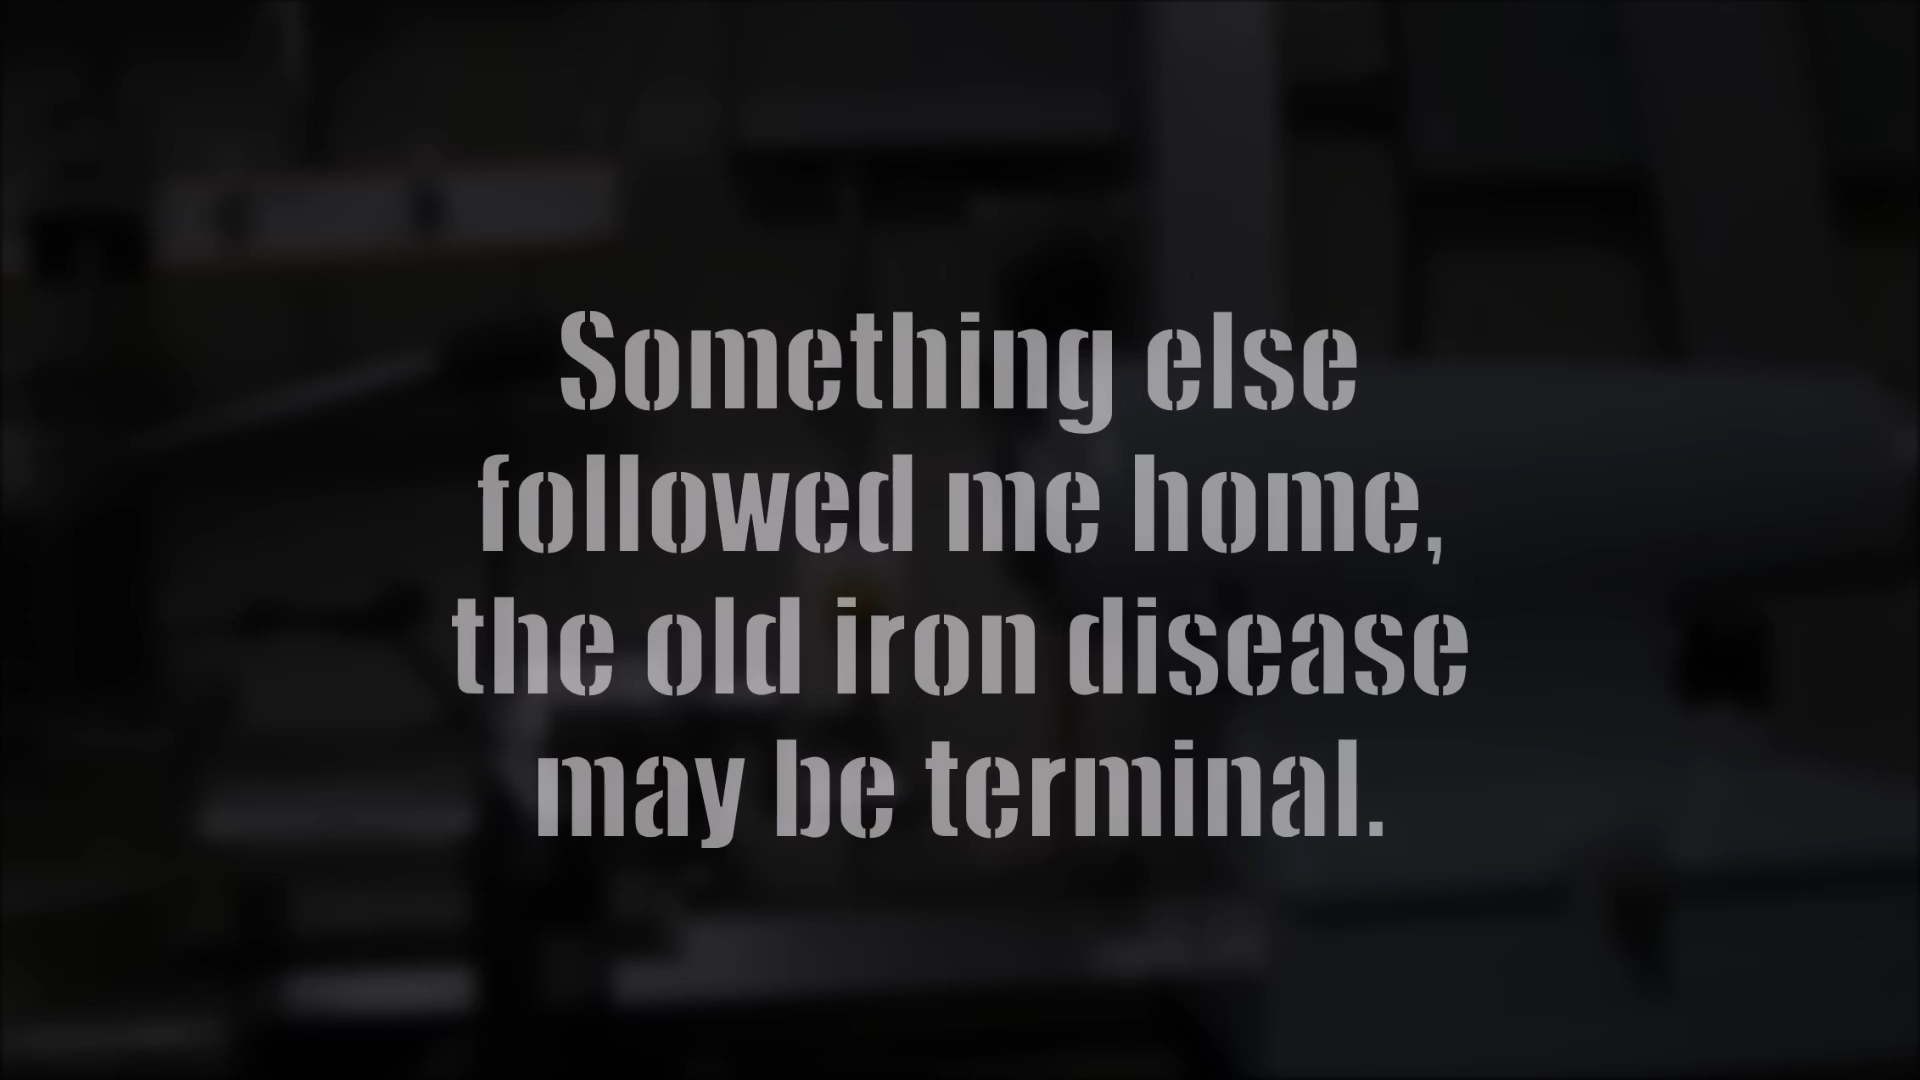 Something else
followed me home,
the old iron disease
may be terminal.